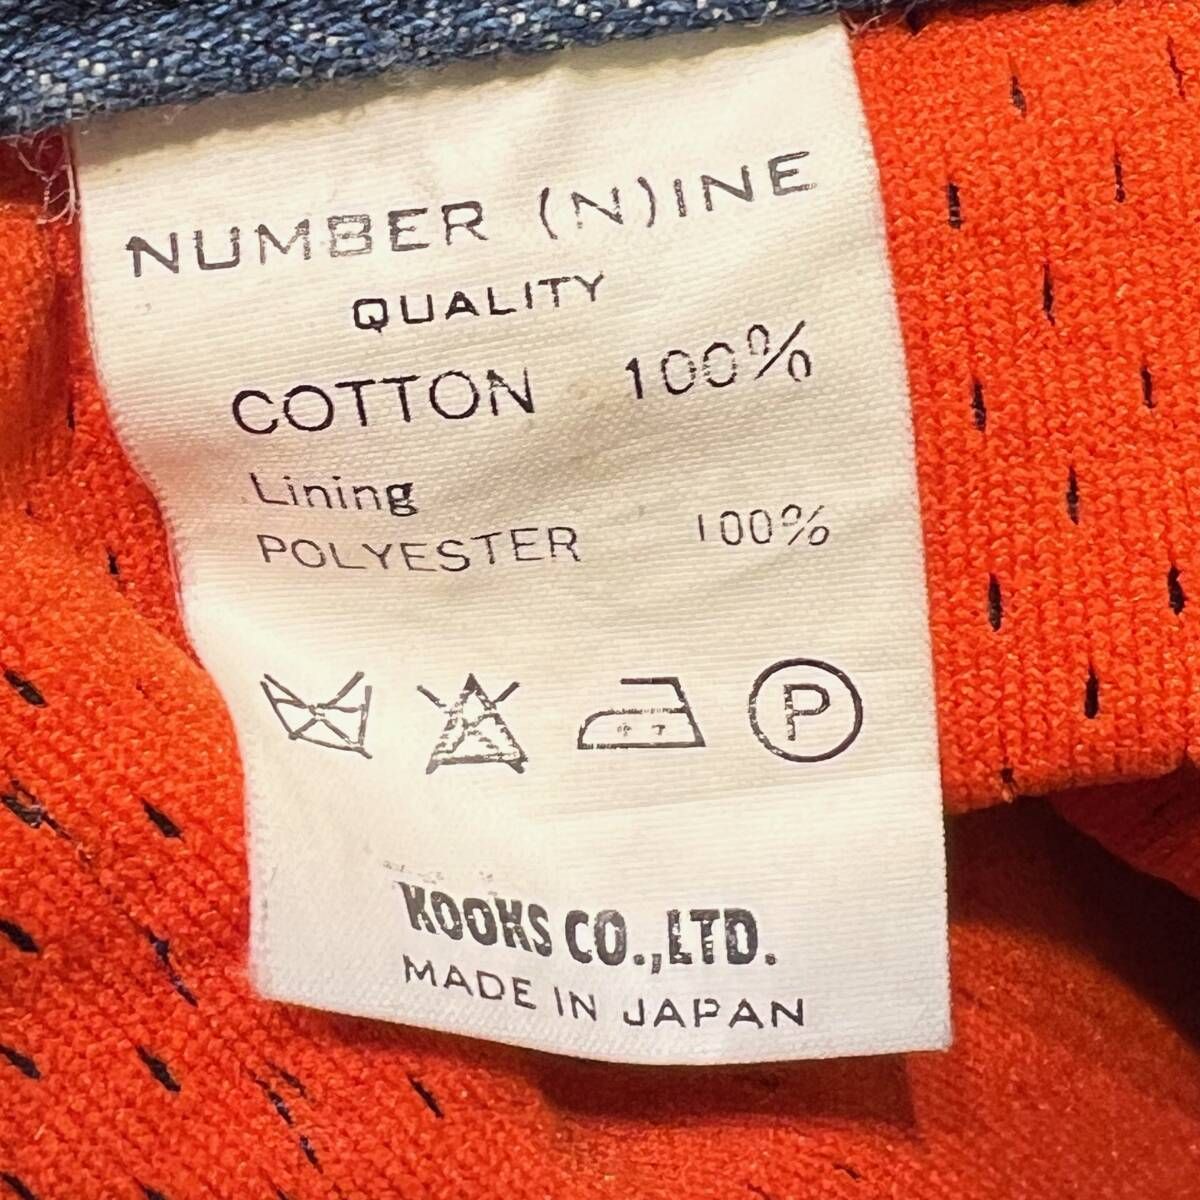 NUMBER (N)INE
QUALITY
COTTON 100%
Lining
POLYESTER 100%
P
KOOKS CO.,LTD.
MADE IN JAPAN